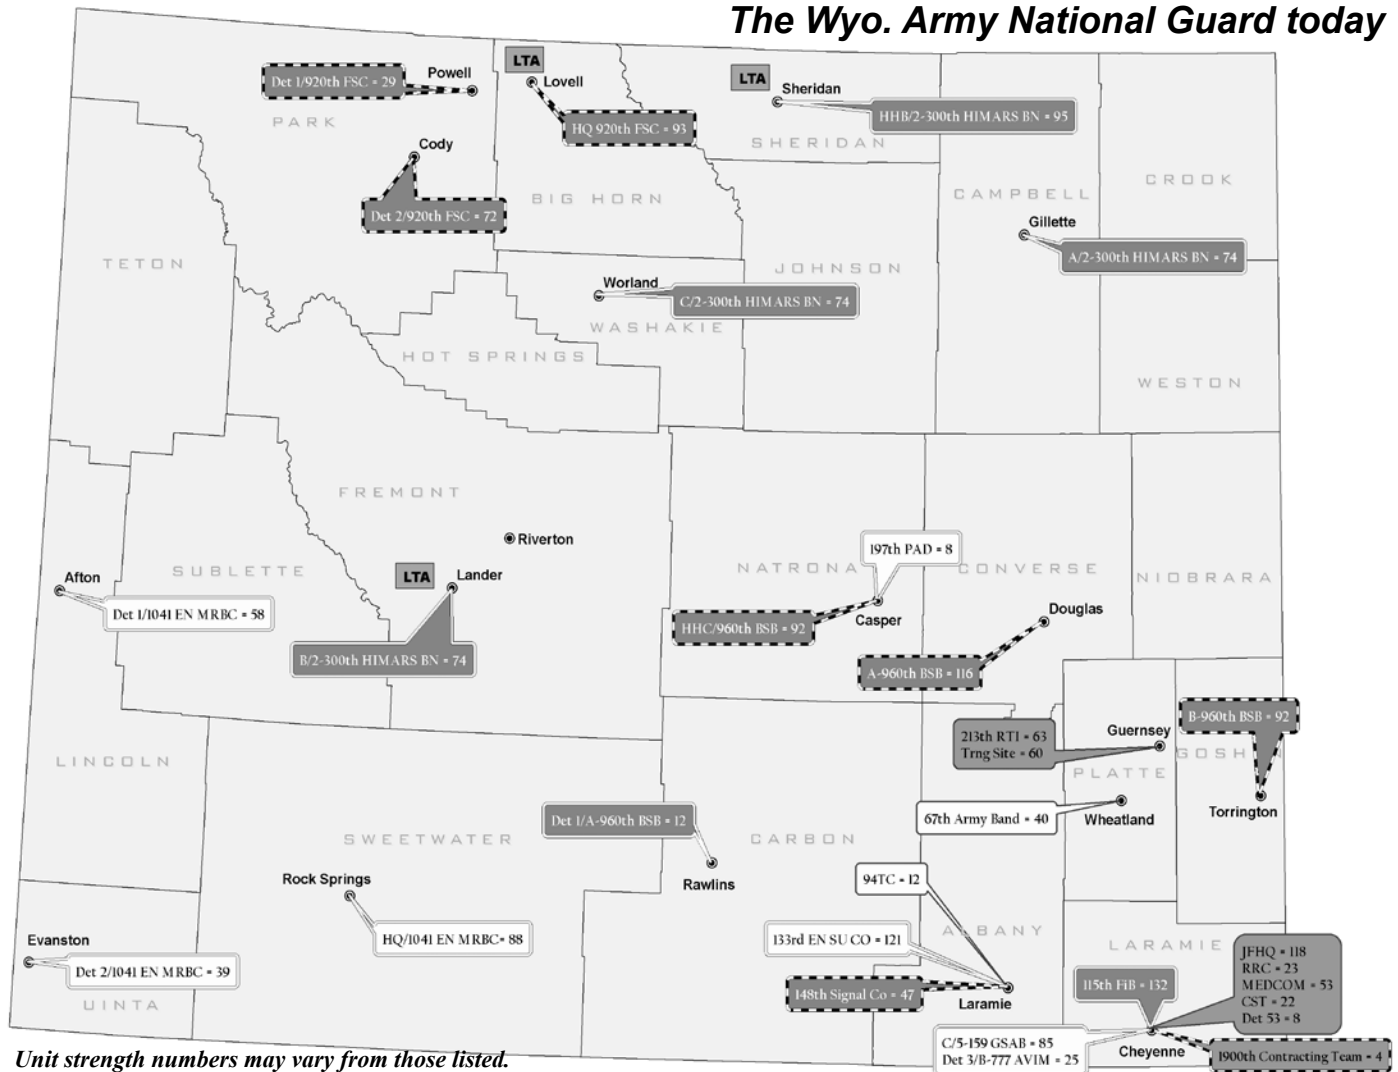 The Wyo. Army National Guard today
LTA
Lovell
LTA
Sheridan
Det 1/920th FSC = 29
Powell
PARK
HQ 920th FSC = 93
HHB/2-300th HIMARS BN = 95
SHERIDAN
Cody
Det 2/920th FSC = 72
BIG HORN
CAMPBELL
CROOK
Gillette
A/2-300th HIMARS BN = 74
TETON
JOHNSON
Worland
C/2-300th HIMARS BN = 74
WASHAKIE
HOT SPRINGS
WESTON
FREMONT
Riverton
197th PAD = 8
SUBLETTE
LTA
Lander
NATRONA
CONVERSE
NIOBRARA
Afton
Det 1/1041 EN MRBC = 58
B/2-300th HIMARS BN = 74
HHC/960th BSB = 92
Casper
Douglas
A-960th BSB = 116
B-960th BSB = 92
213th RTI = 63
Trng Site = 60
Guernsey
GOSHEN
PLATTE
LINCOLN
Det 1/A-960th BSB = 12
67th Army Band = 40
Wheatland
Torrington
SWEETWATER
CARBON
Rawlins
Rock Springs
94TC = 12
HQ/1041 EN MRBC= 88
133rd EN SU CO = 121
ALBANY
LARAMIE
Evanston
Det 2/1041 EN MRBC = 39
UINTA
148th Signal Co = 47
Laramie
115th FiB = 132
JFHQ = 118
RRC = 23
MEDCOM = 53
CST = 22
Det 53 = 8
C/5-159 GSAB = 85
Det 3/B-777 AVIM = 25
Cheyenne
1900th Contracting Team = 4
Unit strength numbers may vary from those listed.